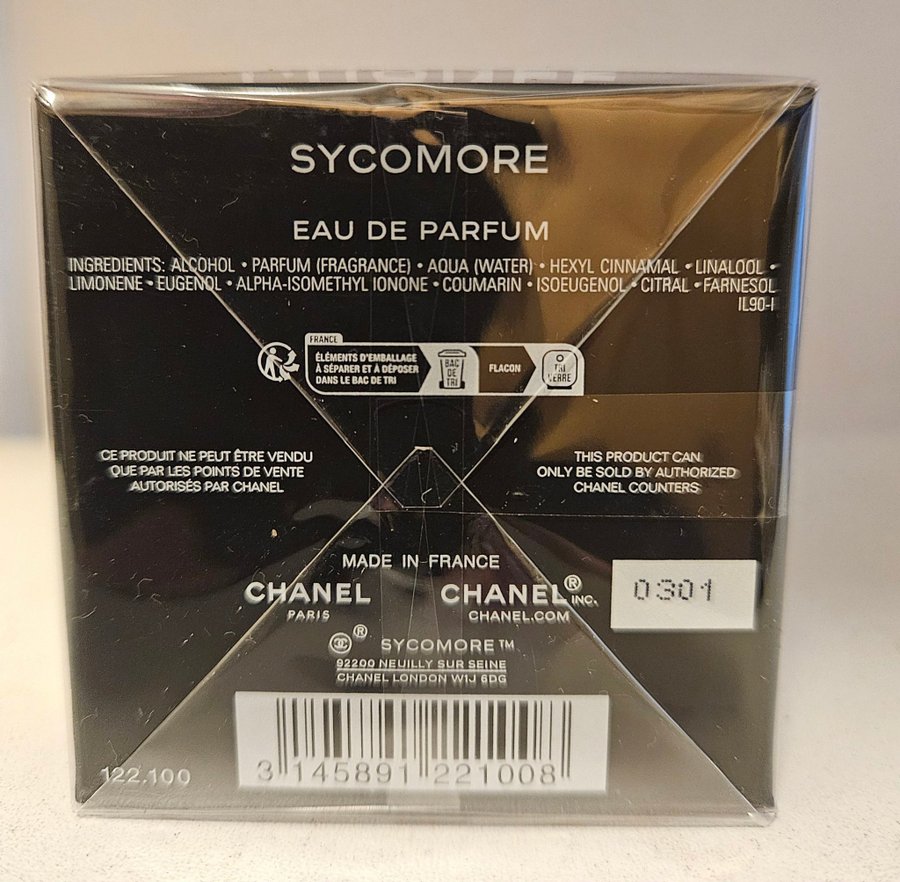 SYCOMORE
EAU DE PARFUM
INGREDIENTS: ALCOHOL • PARFUM (FRAGRANCE) • AQUA (WATER) • HEXYL CINNAMAL • LINALOOL •
LIMONENE • EUGENOL • ALPHA-ISOMETHYL IONONE • COUMARIN • ISOEUGENOL • CITRAL • FARNESOL
IL90-I
FRANCE
ÉLÉMENTS D'EMBALLAGE
À SÉPARER ET À DÉPOSER
DANS LE BAC DE TRI
BAC
DE
TRI
FLACON
TRI
VERRE
CE PRODUIT NE PEUT ÊTRE VENDU
QUE PAR LES POINTS DE VENTE
AUTORISÉS PAR CHANEL
THIS PRODUCT CAN
ONLY BE SOLD BY AUTHORIZED
CHANEL COUNTERS
MADE IN FRANCE
CHANEL
PARIS
CHANEL® INC.
CHANEL.COM
0301
® SYCOMORE™
92200 NEUILLY SUR SEINE
CHANEL LONDON W1J 6DG
122.100
3 145891 221008